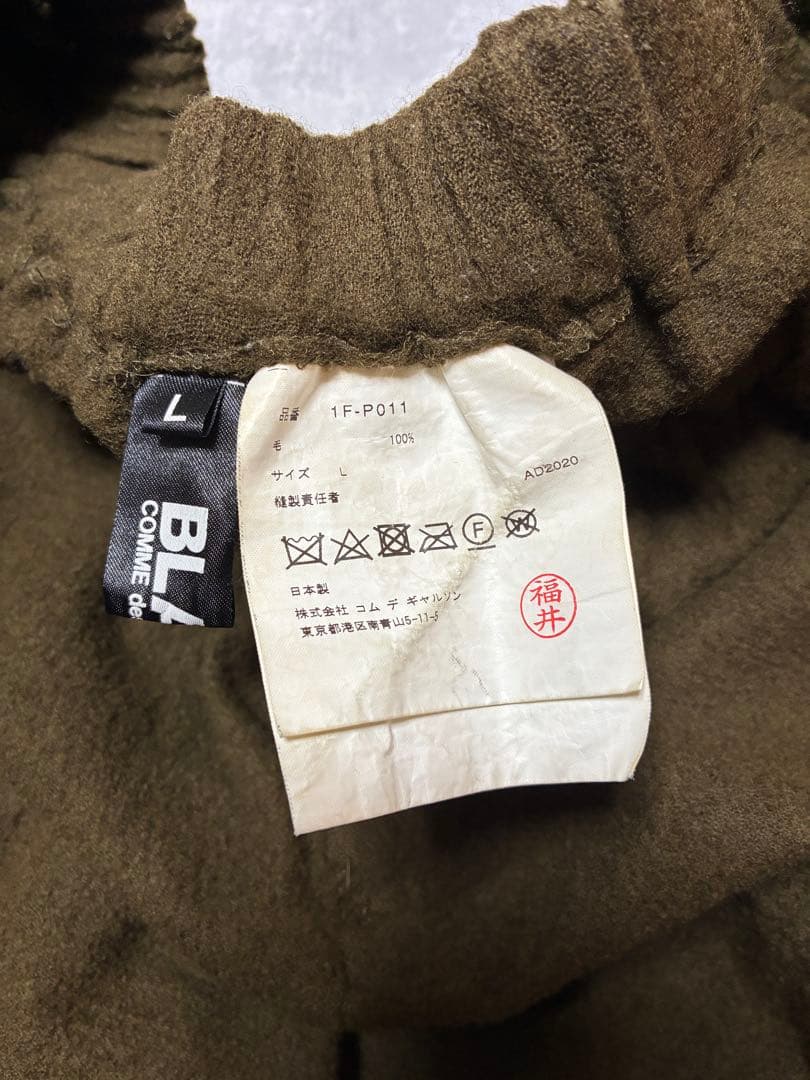 L
BLA
COMME des
品番 1F-P011
毛 100%
サイズ L AD2020
縫製責任者
F
W
日本製
株式会社 コム デ ギャルソン
東京都港区南青山5-11-5
福井